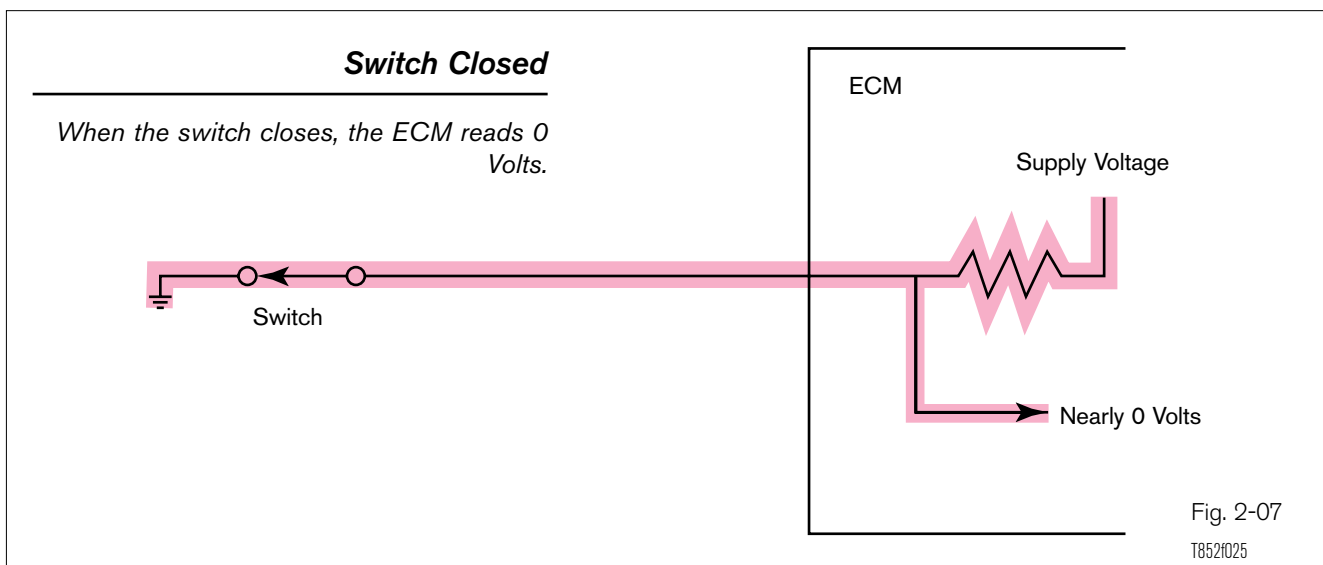 Switch Closed
When the switch closes, the ECM reads 0
Volts.
ECM
Supply Voltage
Switch
Nearly 0 Volts
Fig. 2-07
T852f025